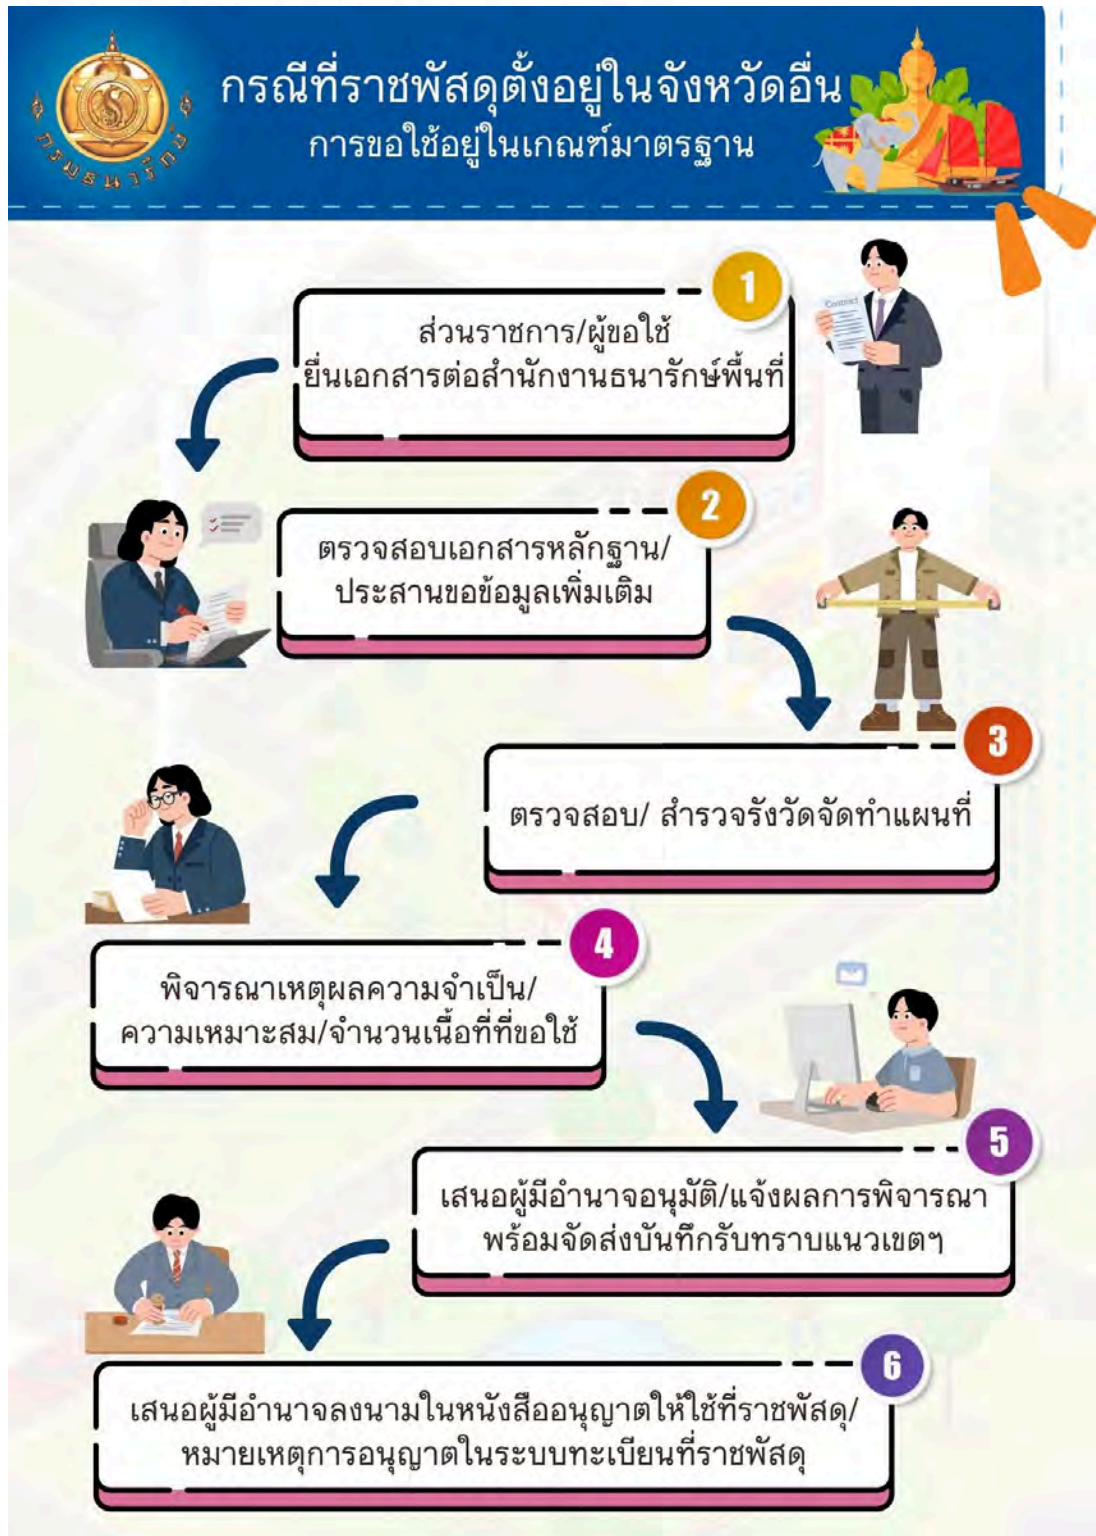 กรมธนารักษ์
กรณีที่ราชพัสดุตั้งอยู่ในจังหวัดอื่น
การขอใช้อยู่ในเกณฑ์มาตรฐาน
1
Contract
ส่วนราชการ/ผู้ขอใช้
ยื่นเอกสารต่อสำนักงานธนารักษ์พื้นที่
2
ตรวจสอบเอกสารหลักฐาน/
ประสานขอข้อมูลเพิ่มเติม
3
ตรวจสอบ/ สำรวจรังวัดจัดทำแผนที่
4
พิจารณาเหตุผลความจำเป็น/
ความเหมาะสม/จำนวนเนื้อที่ที่ขอใช้
5
เสนอผู้มีอำนาจอนุมัติ/แจ้งผลการพิจารณา
พร้อมจัดส่งบันทึกรับทราบแนวเขตฯ
6
เสนอผู้มีอำนาจลงนามในหนังสืออนุญาตให้ใช้ที่ราชพัสดุ/
หมายเหตุการอนุญาตในระบบทะเบียนที่ราชพัสดุ